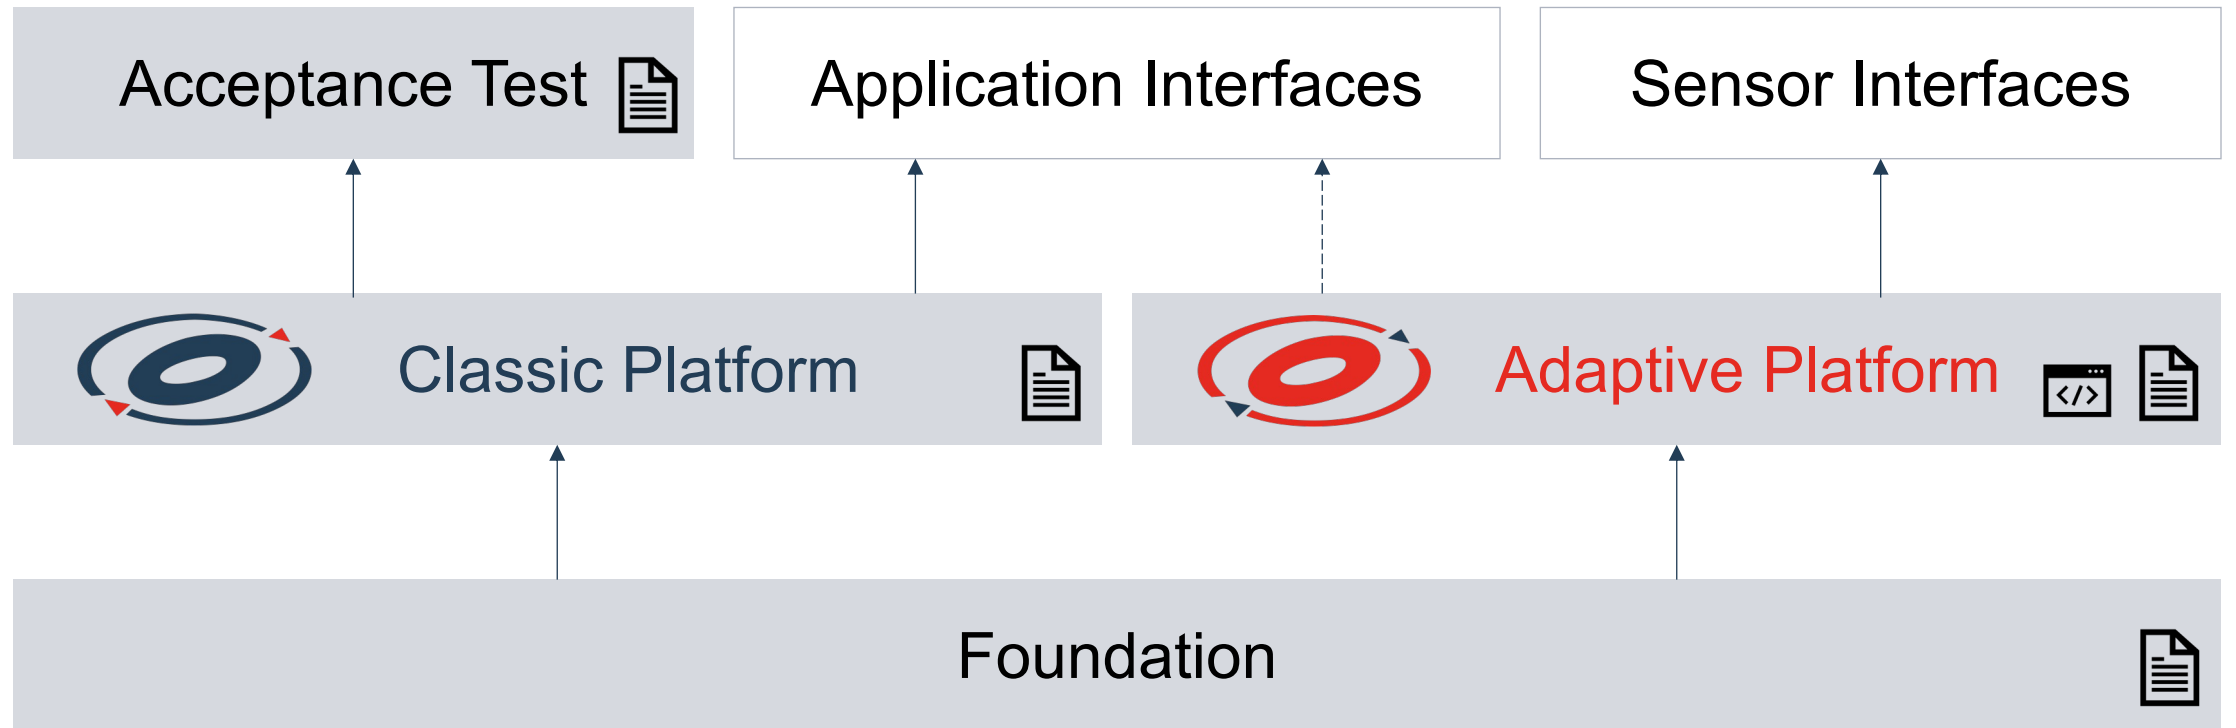 Acceptance Test
Application Interfaces
Sensor Interfaces
Classic Platform
Adaptive Platform
</>
Foundation